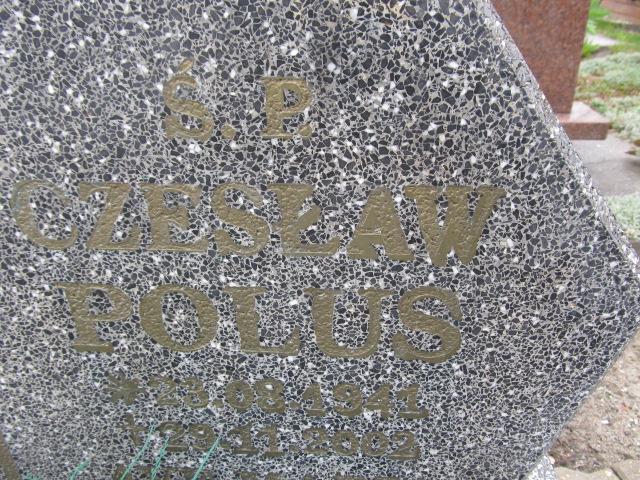 Ś. P.
CZESŁAW
POLUS
* 23.08.1941
† 29.11.2002